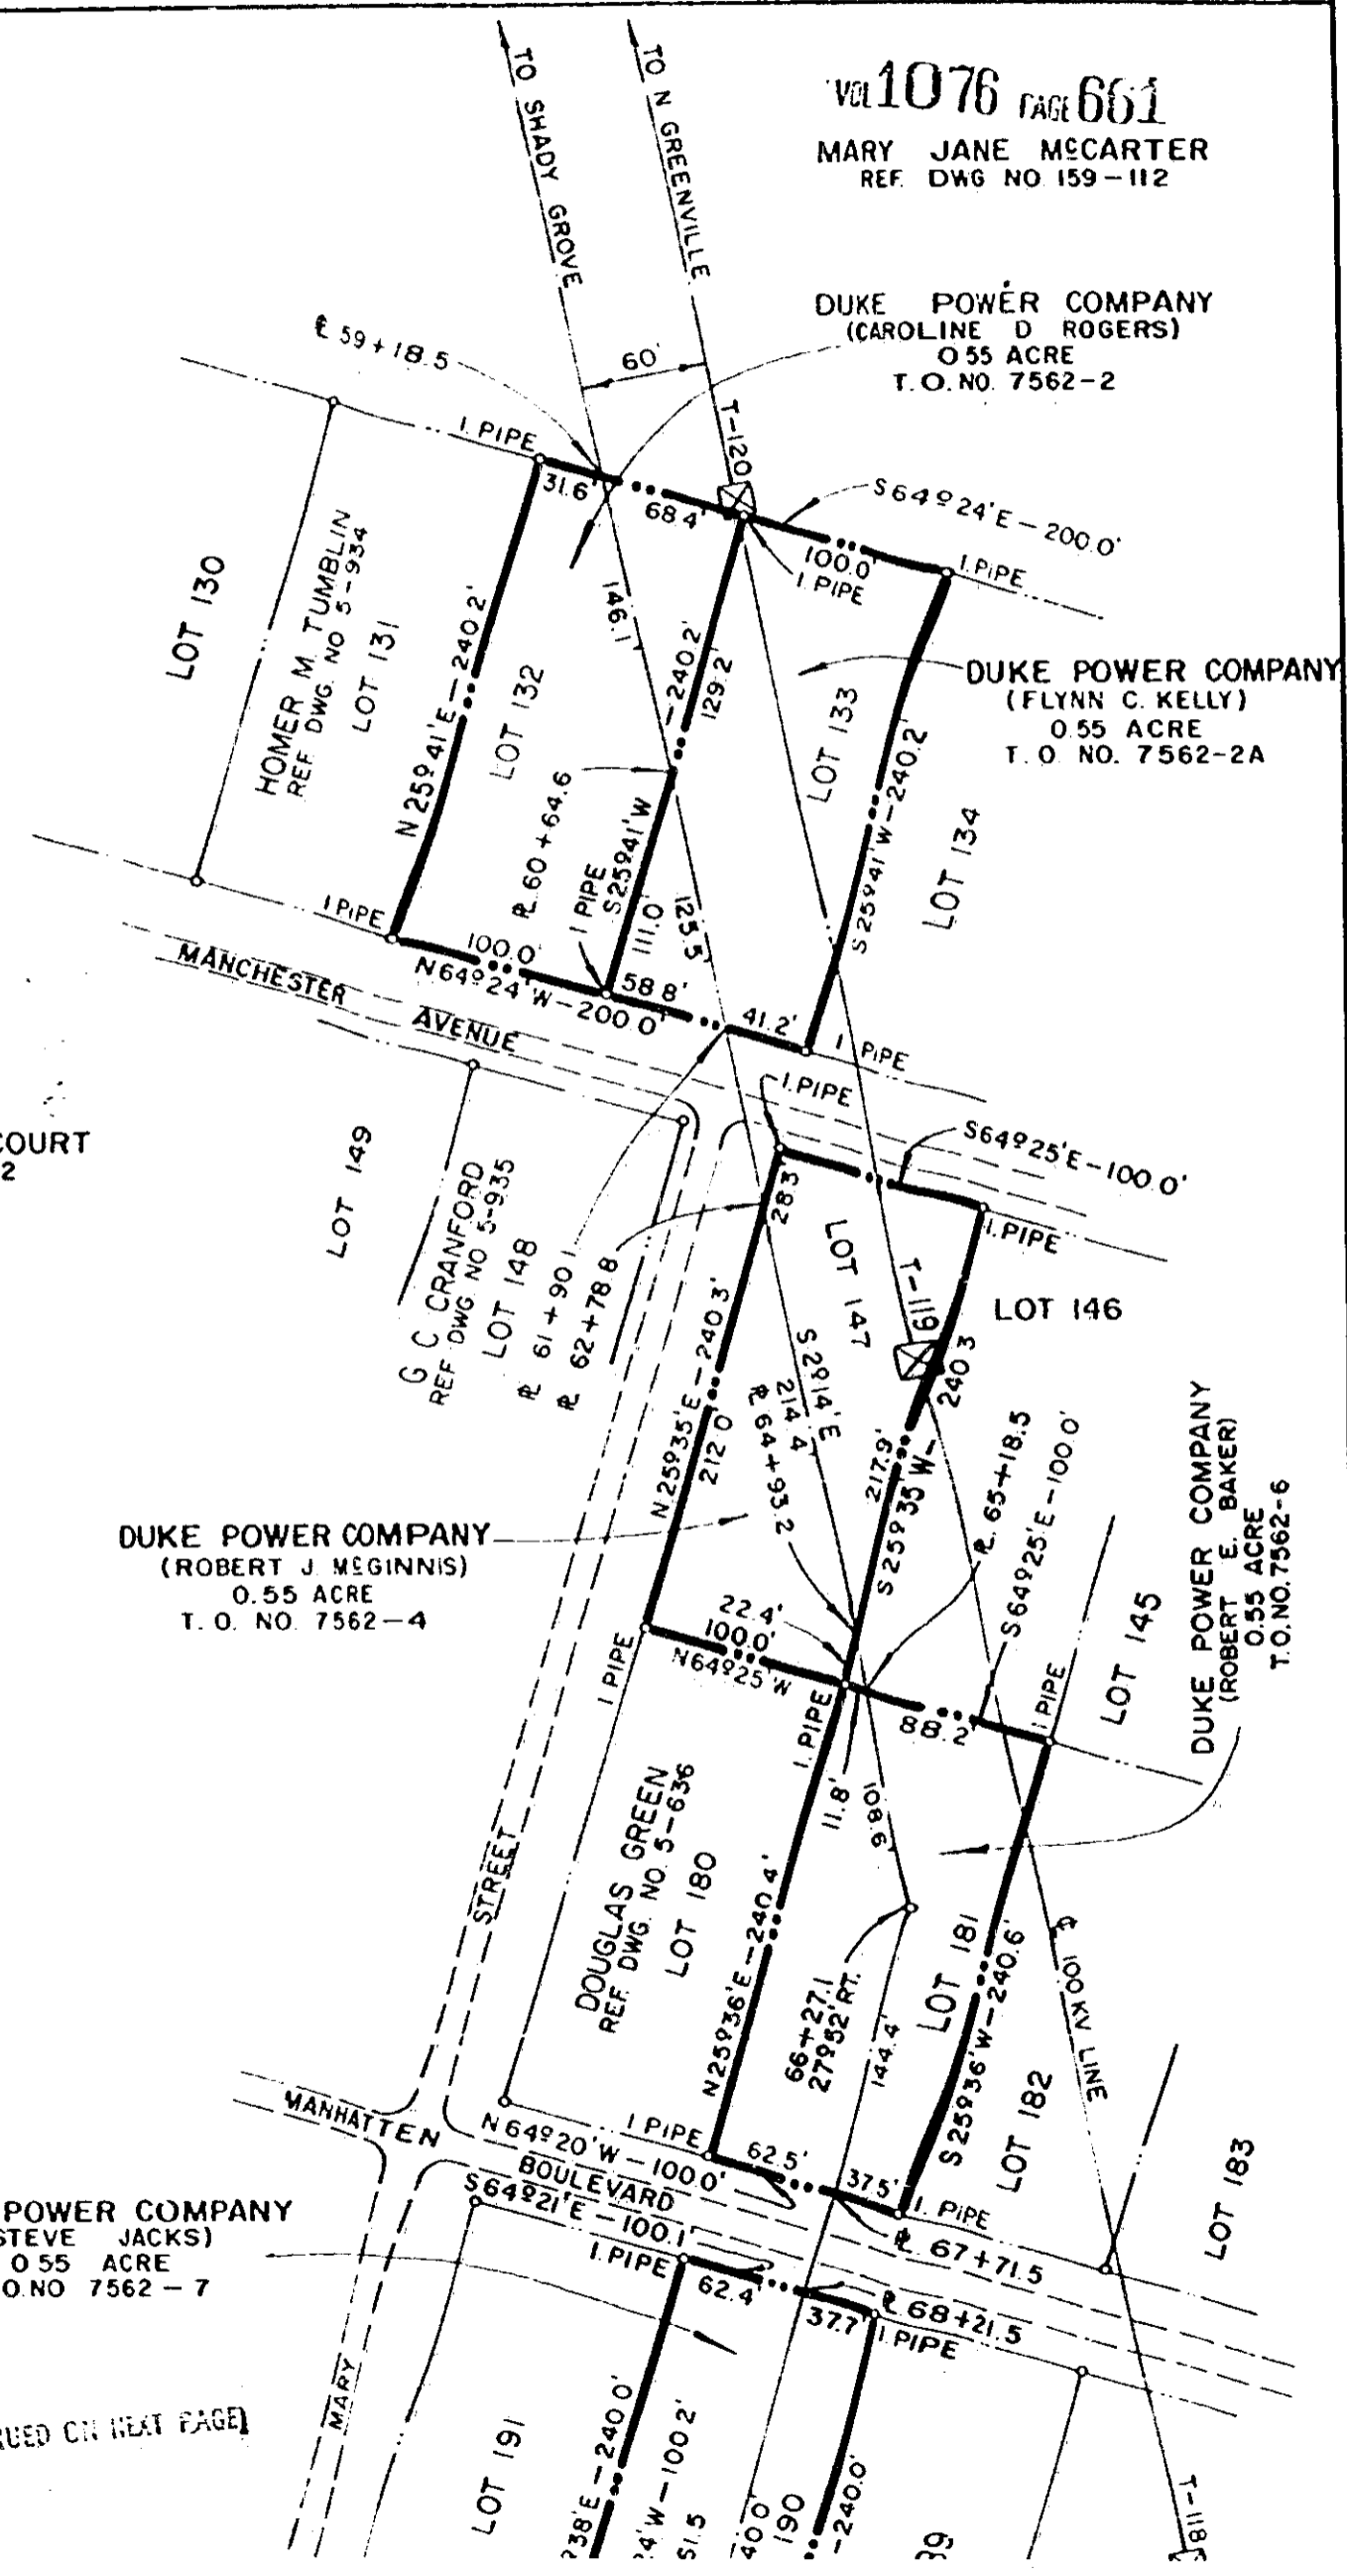 VOL 1076 PAGE 661
MARY JANE McCARTER
REF. DWG NO. 159-112
TO SHADY GROVE
TO N GREENVILLE
DUKE POWER COMPANY
(CAROLINE D ROGERS)
0.55 ACRE
T.O. NO. 7562-2
℄ 59+18.5
60'
T-120
I. PIPE
31.6'
68.4'
S64°24'E-200.0'
100.0'
I. PIPE
I. PIPE
LOT 130
HOMER M. TUMBLIN
REF. DWG. NO 5-934
LOT 131
N25°41'E-240.2'
LOT 132
146.1'
-240.2'
129.2'
LOT 133
DUKE POWER COMPANY
(FLYNN C. KELLY)
0.55 ACRE
T. O. NO. 7562-2A
S25°41'W-240.2'
LOT 134
℞ 60+64.6
I PIPE
S25°41'W
111.0'
125.5'
I PIPE
100.0'
N64°24'W-200.0'
58.8'
41.2'
I PIPE
MANCHESTER
AVENUE
I. PIPE
S64°25'E-100.0'
I. PIPE
COURT
2
LOT 149
G C CRANFORD
REF. DWG. NO 5-935
LOT 148
℞ 61+90.1
℞ 62+78.8
28.3'
LOT 147
T-119
LOT 146
240.3
N25°35'E-240.3'
212.0'
S2°14'E
214.4'
℞ 64+93.2
217.9'
S25°35'W-
℞ 65+18.5
S64°25'E-100.0'
DUKE POWER COMPANY
(ROBERT J. McGINNIS)
0.55 ACRE
T. O. NO. 7562-4
22.4'
100.0'
N64°25'W
I PIPE
I. PIPE
88.2'
I PIPE
LOT 145
DUKE POWER COMPANY
(ROBERT E. BAKER)
0.55 ACRE
T.O. NO. 7562-6
11.8'
108.6'
DOUGLAS GREEN
REF. DWG. NO. 5-636
LOT 180
N25°36'E-240.4'
66+27.1
27°52'RT.
144.4'
LOT 181
S25°36'W-240.6'
℄ 100 KV LINE
LOT 182
LOT 183
STREET
MANHATTEN
BOULEVARD
N64°20'W-100.0'
I PIPE
62.5'
37.5'
I. PIPE
℞ 67+71.5
S64°21'E-100.1'
I. PIPE
62.4'
37.7'
℄ 68+21.5
I. PIPE
POWER COMPANY
STEVE JACKS)
0.55 ACRE
O. NO 7562-7
MARY
CONTINUED ON NEXT PAGE]
LOT 191
°38'E-240.0'
24'W-100.2'
51.5
40.0'
190
-240.0'
89
T-118